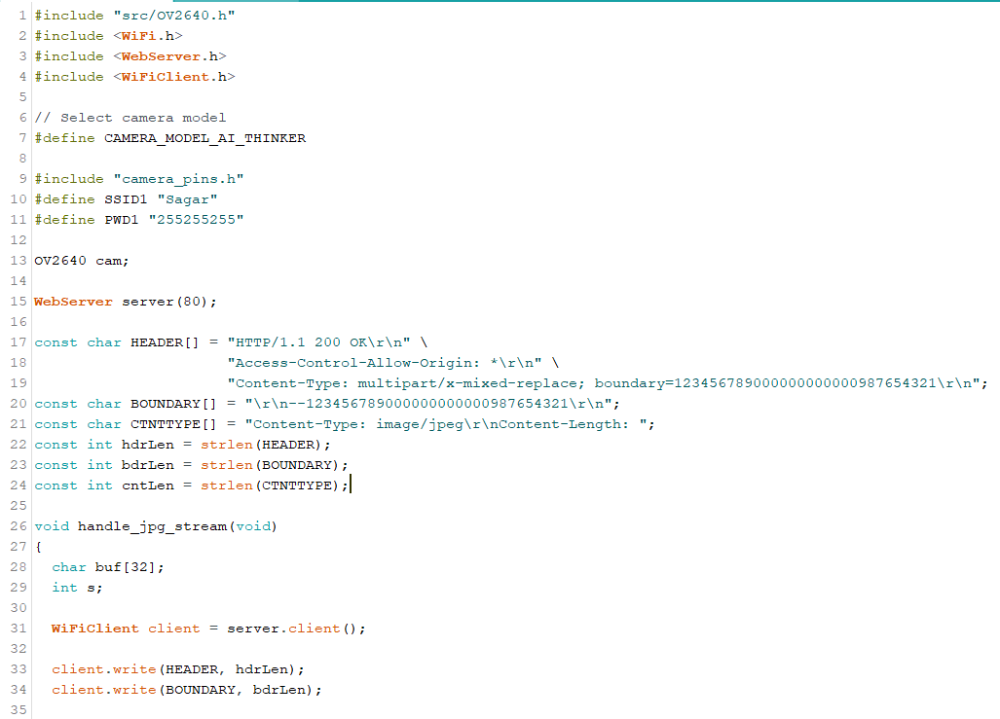 1 #include "src/OV2640.h"
2 #include <WiFi.h>
3 #include <WebServer.h>
4 #include <WiFiClient.h>
5
6 // Select camera model
7 #define CAMERA_MODEL_AI_THINKER
8
9 #include "camera_pins.h"
10 #define SSID1 "Sagar"
11 #define PWD1 "255255255"
12
13 OV2640 cam;
14
15 WebServer server(80);
16
17 const char HEADER[] = "HTTP/1.1 200 OK\r\n" \
18                       "Access-Control-Allow-Origin: *\r\n" \
19                       "Content-Type: multipart/x-mixed-replace; boundary=123456789000000000000987654321\r\n";
20 const char BOUNDARY[] = "\r\n--123456789000000000000987654321\r\n";
21 const char CTNTTYPE[] = "Content-Type: image/jpeg\r\nContent-Length: ";
22 const int hdrLen = strlen(HEADER);
23 const int bdrLen = strlen(BOUNDARY);
24 const int cntLen = strlen(CTNTTYPE);
25
26 void handle_jpg_stream(void)
27 {
28   char buf[32];
29   int s;
30
31   WiFiClient client = server.client();
32
33   client.write(HEADER, hdrLen);
34   client.write(BOUNDARY, bdrLen);
35